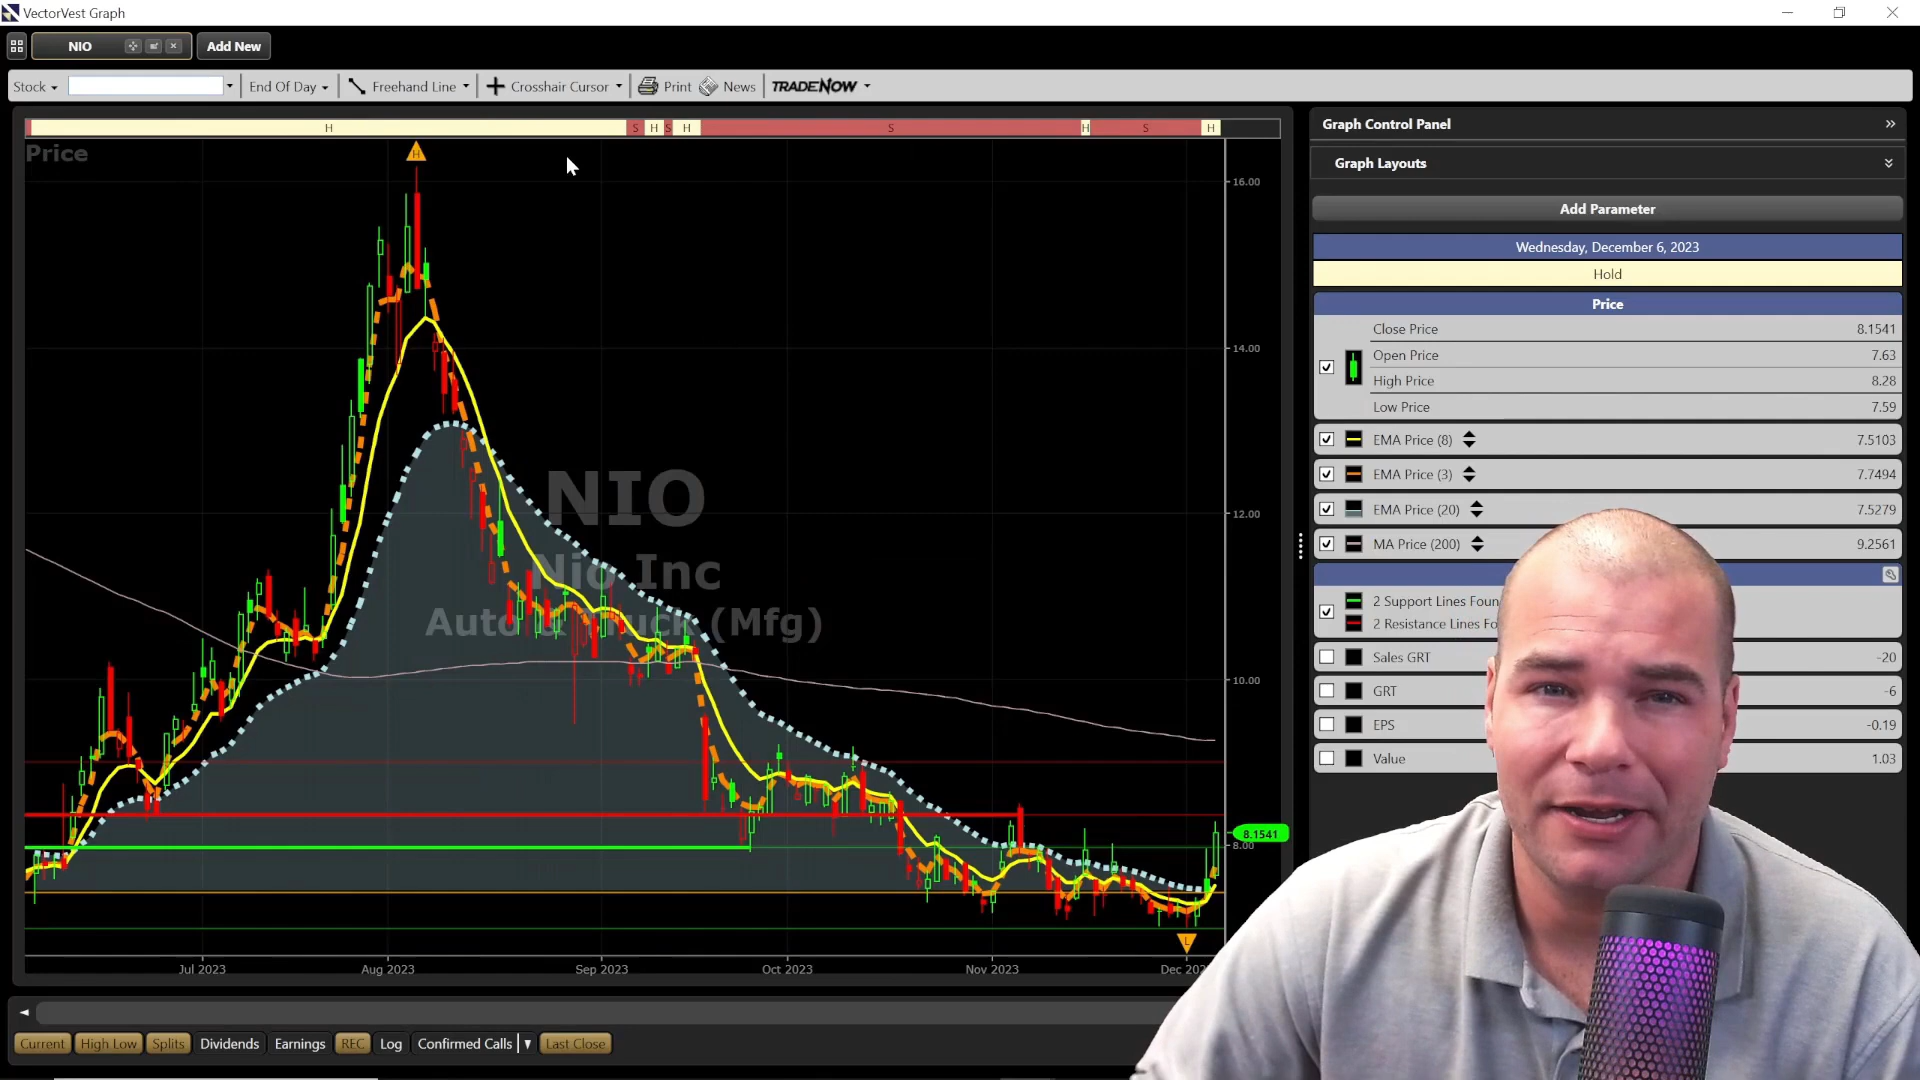 VectorVest Graph
NIO
Add New
Stock
End Of Day
Freehand Line
Crosshair Cursor
Print
News
TRADENOW
H
S
H
S
H
S
H
S
H
Price
H
16.00
14.00
12.00
10.00
8.1541
8.00
NIO
Nio Inc
Auto & Truck (Mfg)
L
Jul 2023
Aug 2023
Sep 2023
Oct 2023
Nov 2023
Dec 20
Current
High Low
Splits
Dividends
Earnings
REC
Log
Confirmed Calls
Last Close
Graph Control Panel
Graph Layouts
Add Parameter
Wednesday, December 6, 2023
Hold
Price
Close Price 8.1541
Open Price 7.63
High Price 8.28
Low Price 7.59
EMA Price (8) 7.5103
EMA Price (3) 7.7494
EMA Price (20) 7.5279
MA Price (200) 9.2561
2 Support Lines Foun
2 Resistance Lines Fo
Sales GRT -20
GRT -6
EPS -0.19
Value 1.03